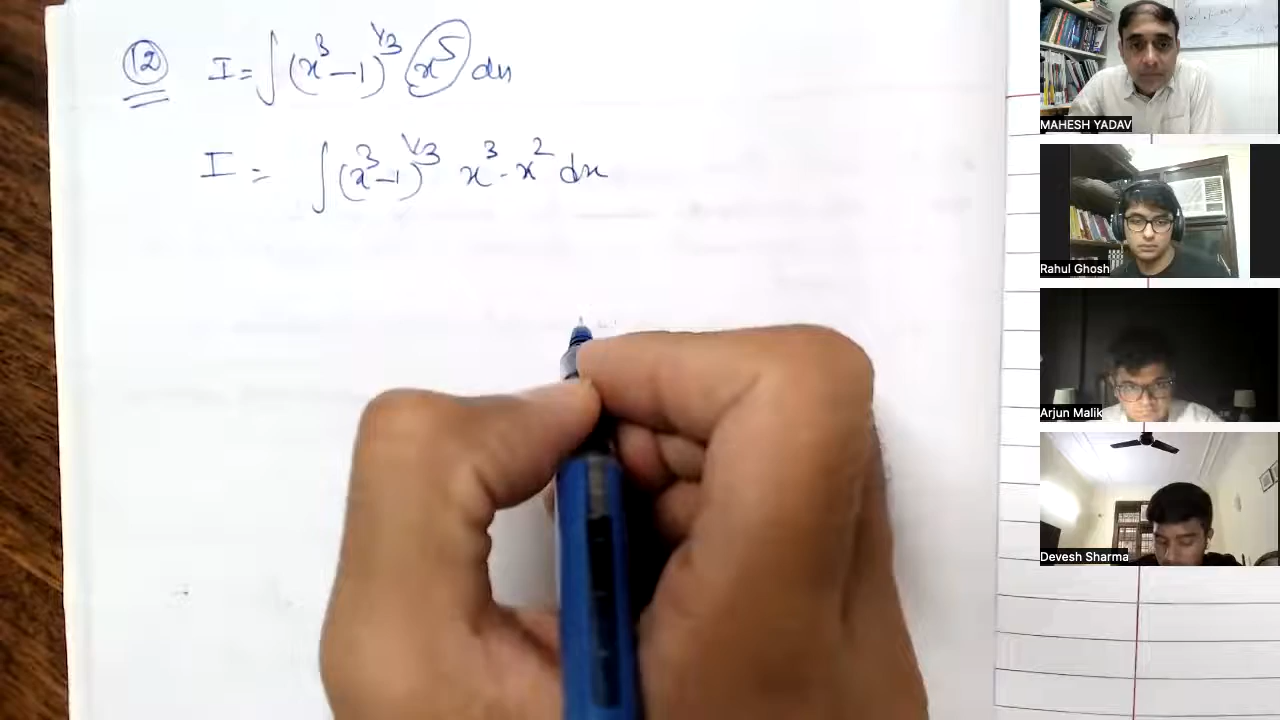 ⑫ I = ∫ (x³ – 1)^1/3 x⁵ dx
I = ∫ (x³ – 1)^1/3 x³ · x² dx
MAHESH YADAV
Rahul Ghosh
Arjun Malik
Devesh Sharma